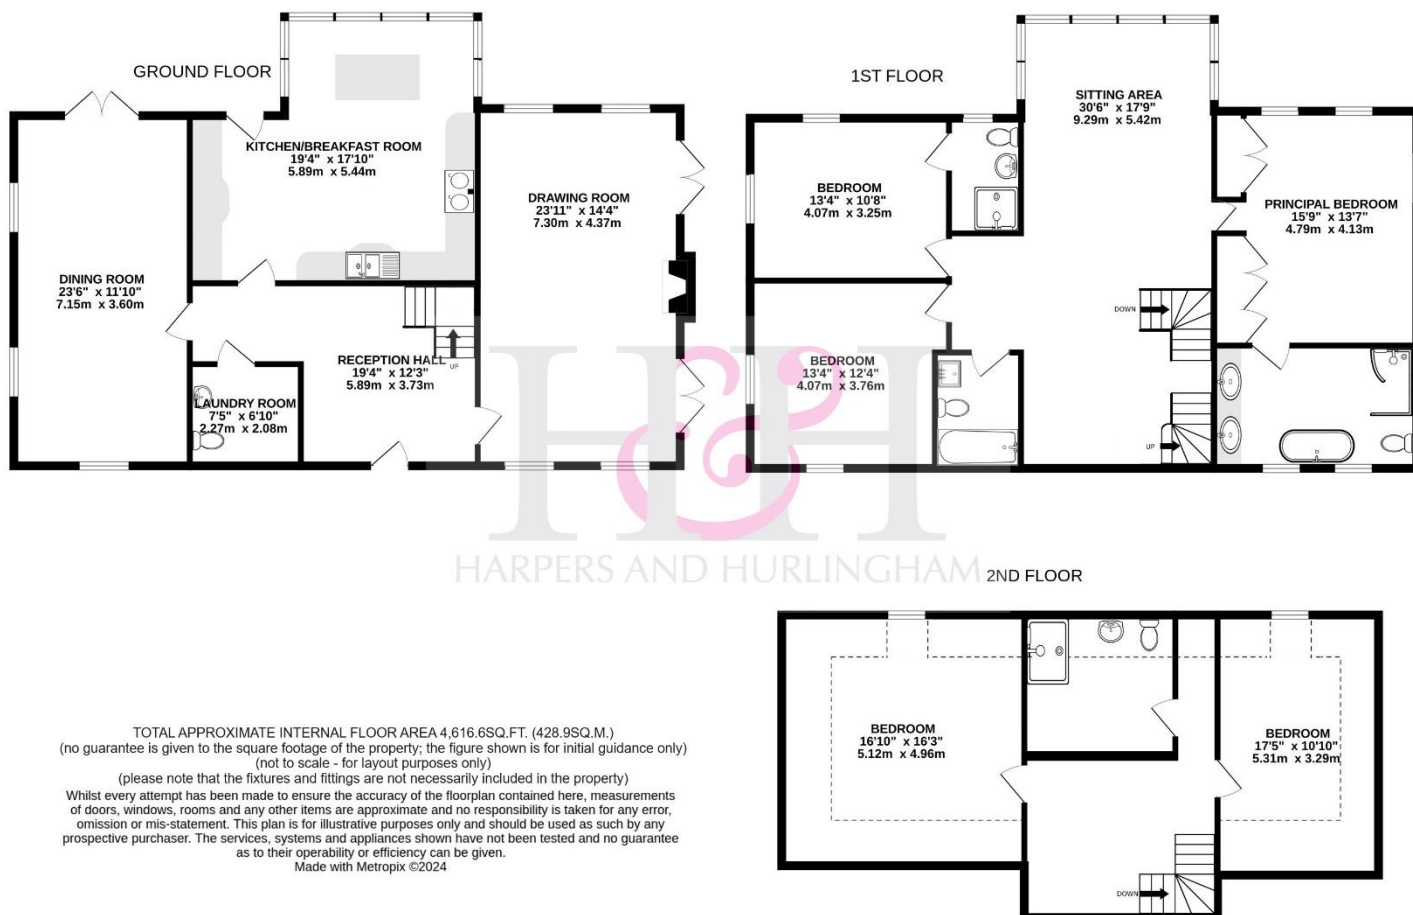 GROUND FLOOR
KITCHEN/BREAKFAST ROOM
19'4" x 17'10"
5.89m x 5.44m
DRAWING ROOM
23'11" x 14'4"
7.30m x 4.37m
DINING ROOM
23'6" x 11'10"
7.15m x 3.60m
RECEPTION HALL
19'4" x 12'3"
5.89m x 3.73m
UP
LAUNDRY ROOM
7'5" x 6'10"
2.27m x 2.08m
1ST FLOOR
SITTING AREA
30'6" x 17'9"
9.29m x 5.42m
BEDROOM
13'4" x 10'8"
4.07m x 3.25m
PRINCIPAL BEDROOM
15'9" x 13'7"
4.79m x 4.13m
DOWN
BEDROOM
13'4" x 12'4"
4.07m x 3.76m
UP
H&H
HARPERS AND HURLINGHAM
2ND FLOOR
BEDROOM
16'10" x 16'3"
5.12m x 4.96m
BEDROOM
17'5" x 10'10"
5.31m x 3.29m
DOWN
TOTAL APPROXIMATE INTERNAL FLOOR AREA 4,616.6SQ.FT. (428.9SQ.M.)
(no guarantee is given to the square footage of the property; the figure shown is for initial guidance only)
(not to scale - for layout purposes only)
(please note that the fixtures and fittings are not necessarily included in the property)
Whilst every attempt has been made to ensure the accuracy of the floorplan contained here, measurements
of doors, windows, rooms and any other items are approximate and no responsibility is taken for any error,
omission or mis-statement. This plan is for illustrative purposes only and should be used as such by any
prospective purchaser. The services, systems and appliances shown have not been tested and no guarantee
as to their operability or efficiency can be given.
Made with Metropix ©2024